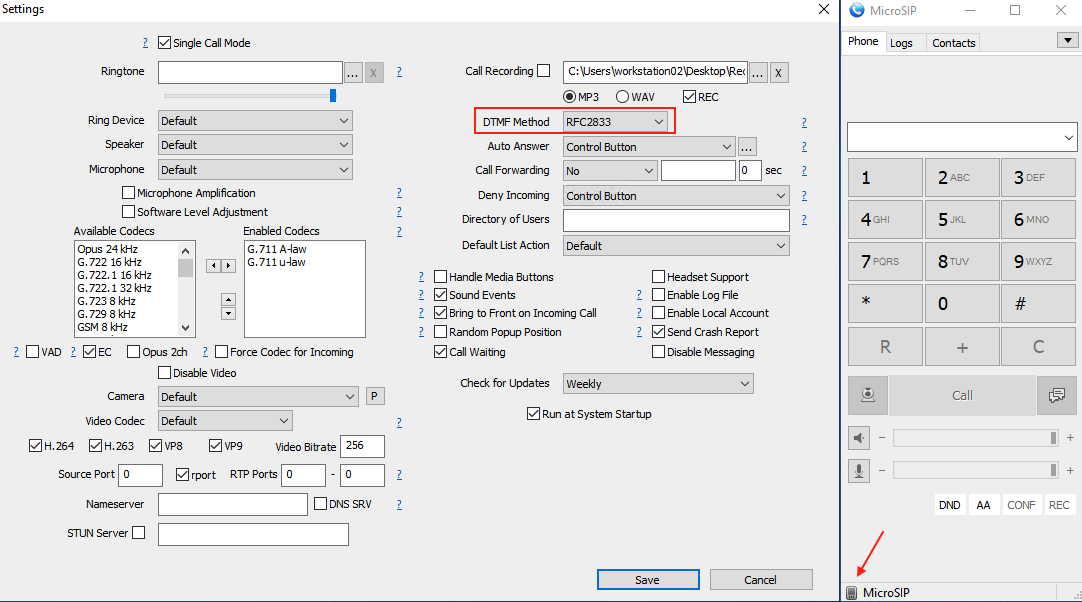 Settings
? Single Call Mode
Ringtone ... X ?
Ring Device Default
Speaker Default
Microphone Default
Microphone Amplification ?
Software Level Adjustment ?
Available Codecs Enabled Codecs ?
Opus 24 kHz
G.722 16 kHz
G.722.1 16 kHz
G.722.1 32 kHz
G.723 8 kHz
G.729 8 kHz
GSM 8 kHz
G.711 A-law
G.711 u-law
? VAD ? EC Opus 2ch ? Force Codec for Incoming
Disable Video
Camera Default P
Video Codec Default ?
H.264 H.263 VP8 VP9 Video Bitrate 256
Source Port 0 rport RTP Ports 0 - 0 ?
Nameserver DNS SRV ?
STUN Server
Call Recording C:\Users\workstation02\Desktop\Rec ... X
MP3 WAV REC
DTMF Method RFC2833 ?
Auto Answer Control Button ... ?
Call Forwarding No 0 sec ?
Deny Incoming Control Button ?
Directory of Users ?
Default List Action Default
? Handle Media Buttons Headset Support
? Sound Events ? Enable Log File
? Bring to Front on Incoming Call ? Enable Local Account
? Random Popup Position ? Send Crash Report
Call Waiting Disable Messaging
Check for Updates Weekly
Run at System Startup
Save Cancel
MicroSIP
Phone Logs Contacts
1 2 ABC 3 DEF
4 GHI 5 JKL 6 MNO
7 PQRS 8 TUV 9 WXYZ
* 0 #
R + C
Call
− +
− +
DND AA CONF REC
MicroSIP